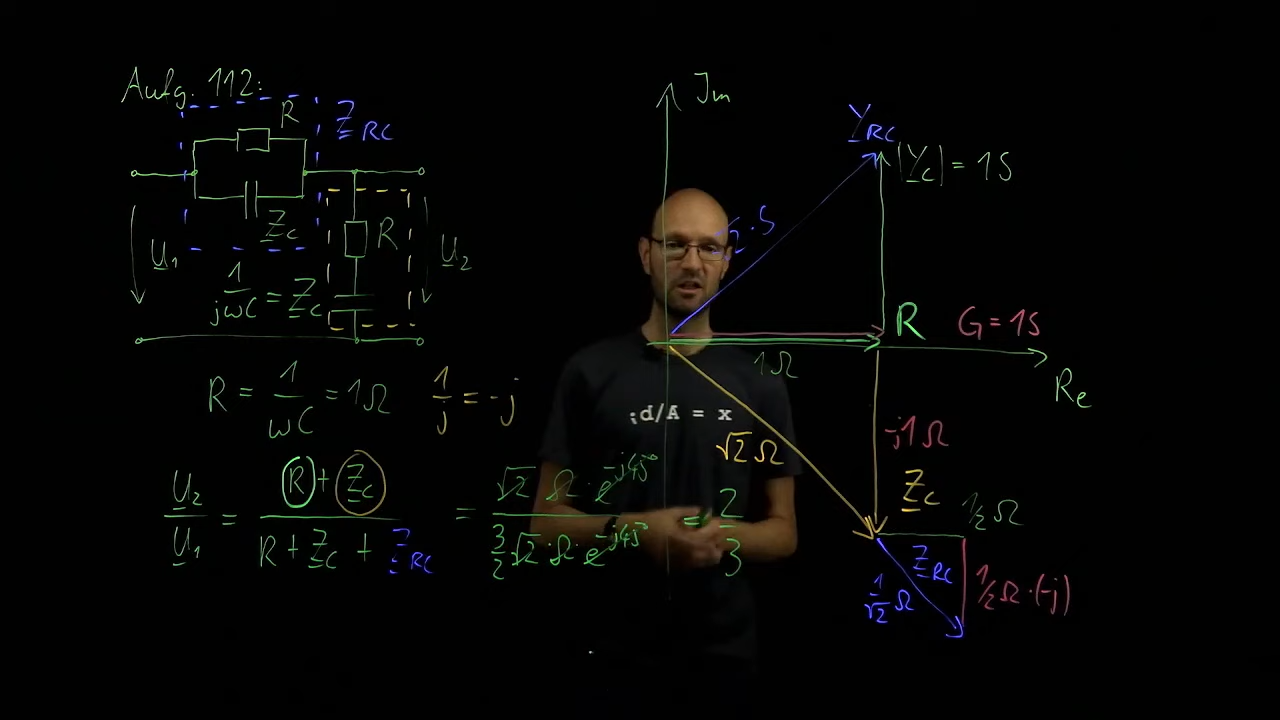 Aufg. 112:
R
Z_RC
Z_C
R
U_1
U_2
1/jωC = Z_C
R = 1/ωC = 1Ω
1/j = -j
U_2/U_1 = (R + Z_C)/(R + Z_C + Z_RC) = (√2 · Ω · e^-j45°)/(3/2 √2 · Ω · e^-j45°) = 2/3
Im
Y_RC
|Y_C| = 1S
√2 · S
R
G = 1S
1Ω
Re
-j1Ω
√2 Ω
Z_C
1/2 Ω
Z_RC
1/√2 Ω
1/2 Ω · (-j)
¡d/A = x